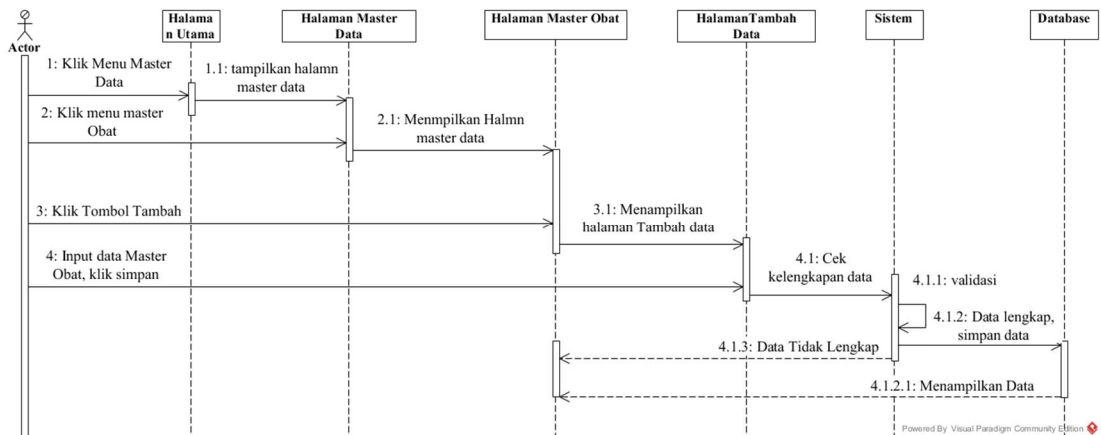 Actor
Halama
n Utama
Halaman Master
Data
Halaman Master Obat
HalamanTambah
Data
Sistem
Database
1: Klik Menu Master
Data
1.1: tampilkan halamn
master data
2: Klik menu master
Obat
2.1: Menmpilkan Halmn
master data
3: Klik Tombol Tambah
3.1: Menampilkan
halaman Tambah data
4: Input data Master
Obat, klik simpan
4.1: Cek
kelengkapan data
4.1.1: validasi
4.1.2: Data lengkap,
simpan data
4.1.3: Data Tidak Lengkap
4.1.2.1: Menampilkan Data
Powered By Visual Paradigm Community Edition